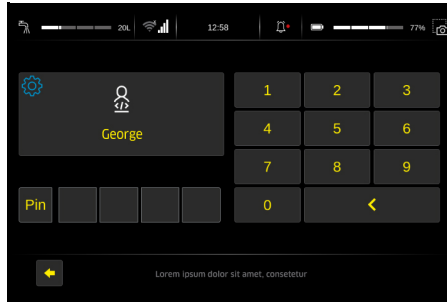 20L 12:58 77%
George
1 2 3
4 5 6
7 8 9
Pin 0
Lorem ipsum dolor sit amet, consetetur